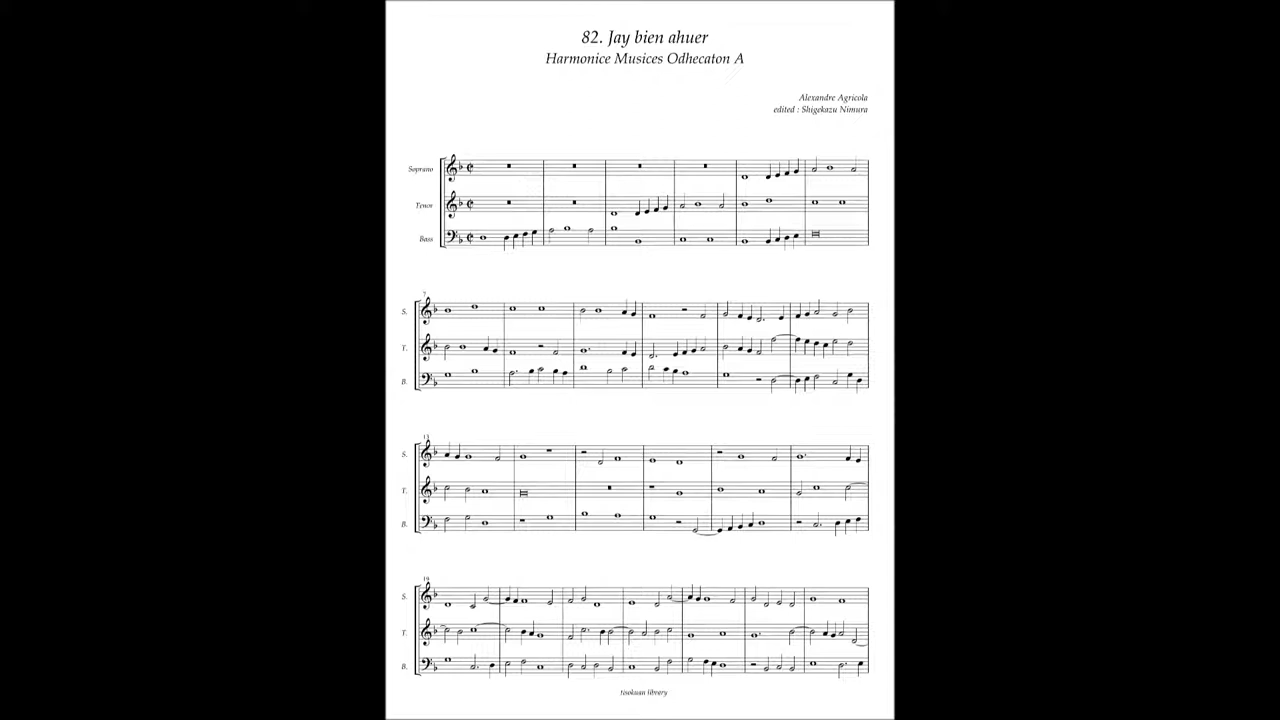 82. Jay bien ahuer
Harmonice Musices Odhecaton A
Alexandre Agricola
edited : Shigekazu Nimura
Soprano
Tenor
Bass
7
S.
T.
B.
13
S.
T.
B.
19
S.
T.
B.
tisokuan library